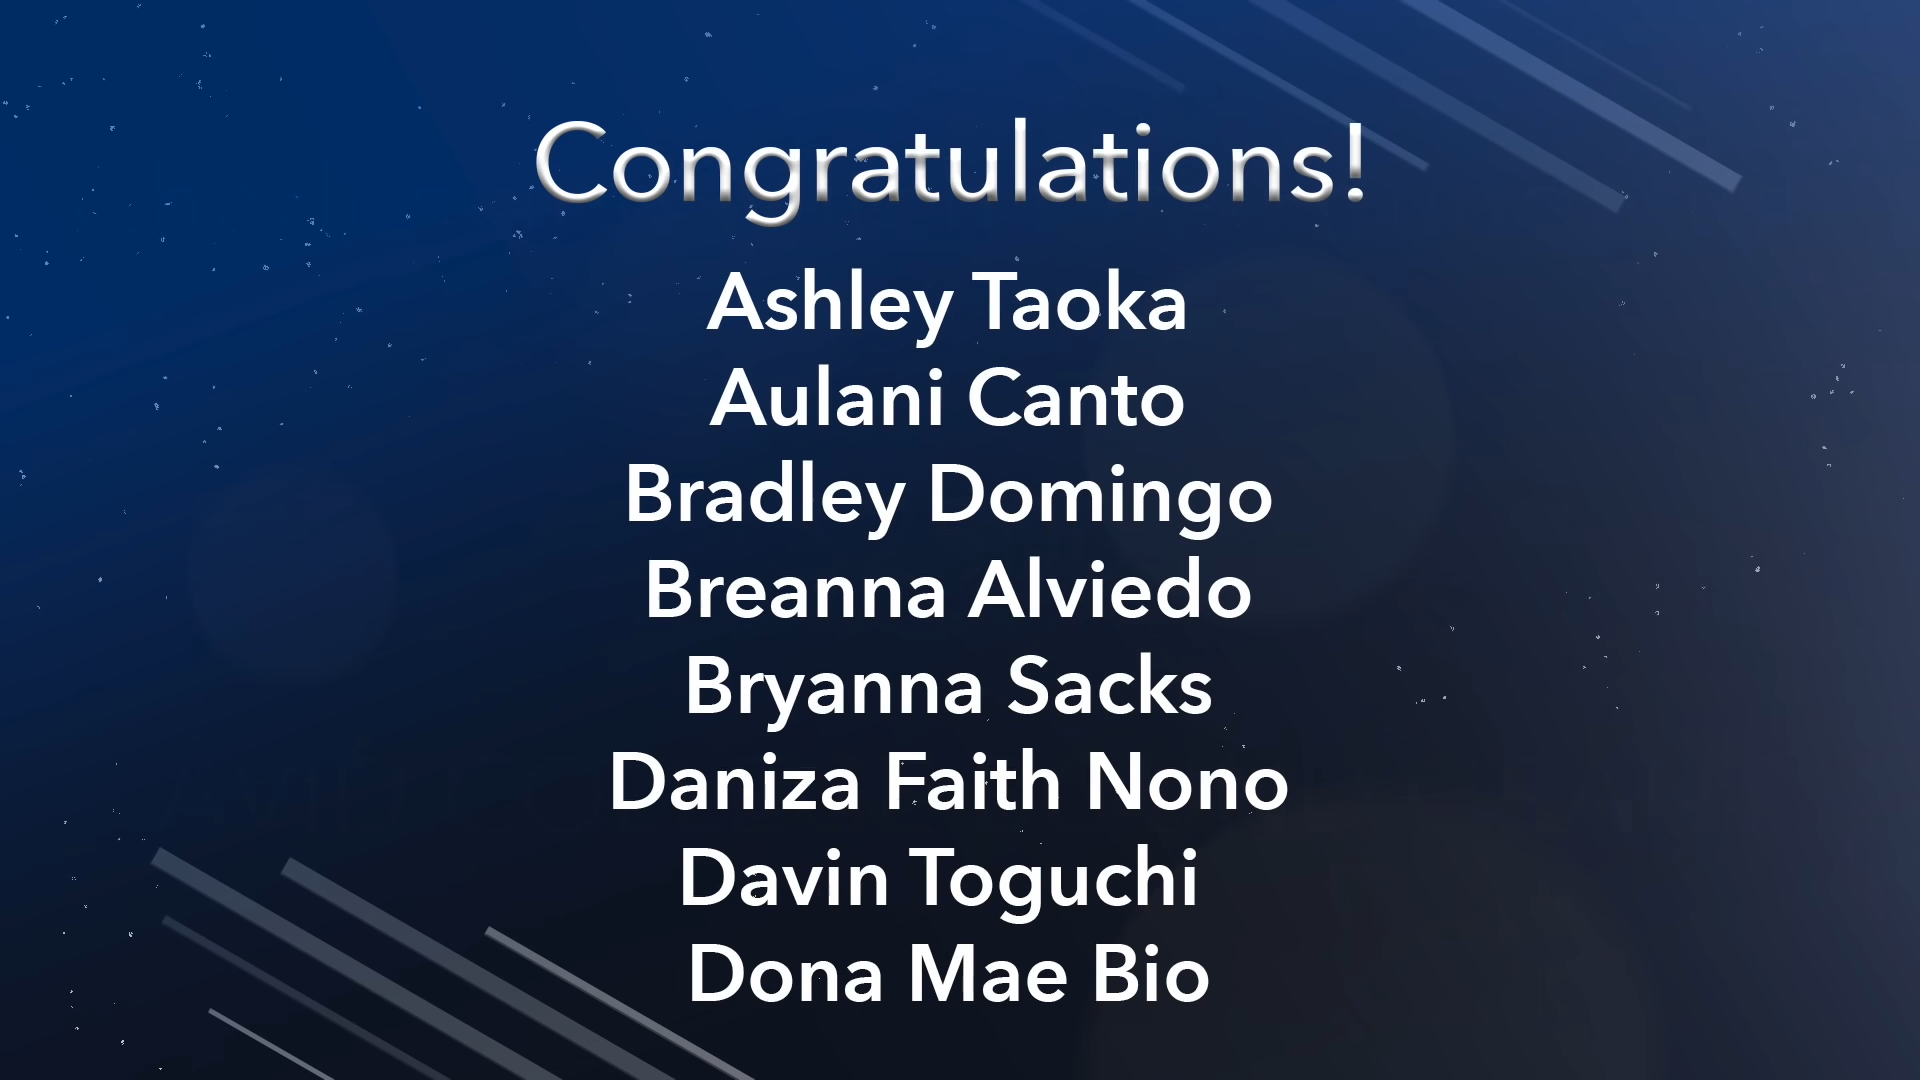 Congratulations!
Ashley Taoka
Aulani Canto
Bradley Domingo
Breanna Alviedo
Bryanna Sacks
Daniza Faith Nono
Davin Toguchi
Dona Mae Bio